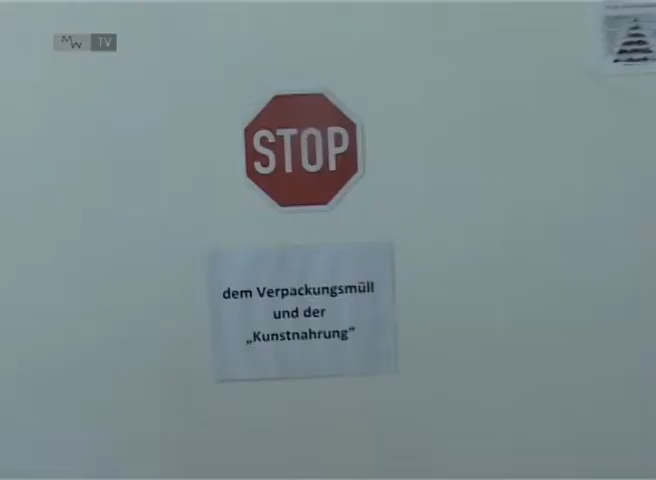 MW TV
STOP
dem Verpackungsmüll
und der
„Kunstnahrung“